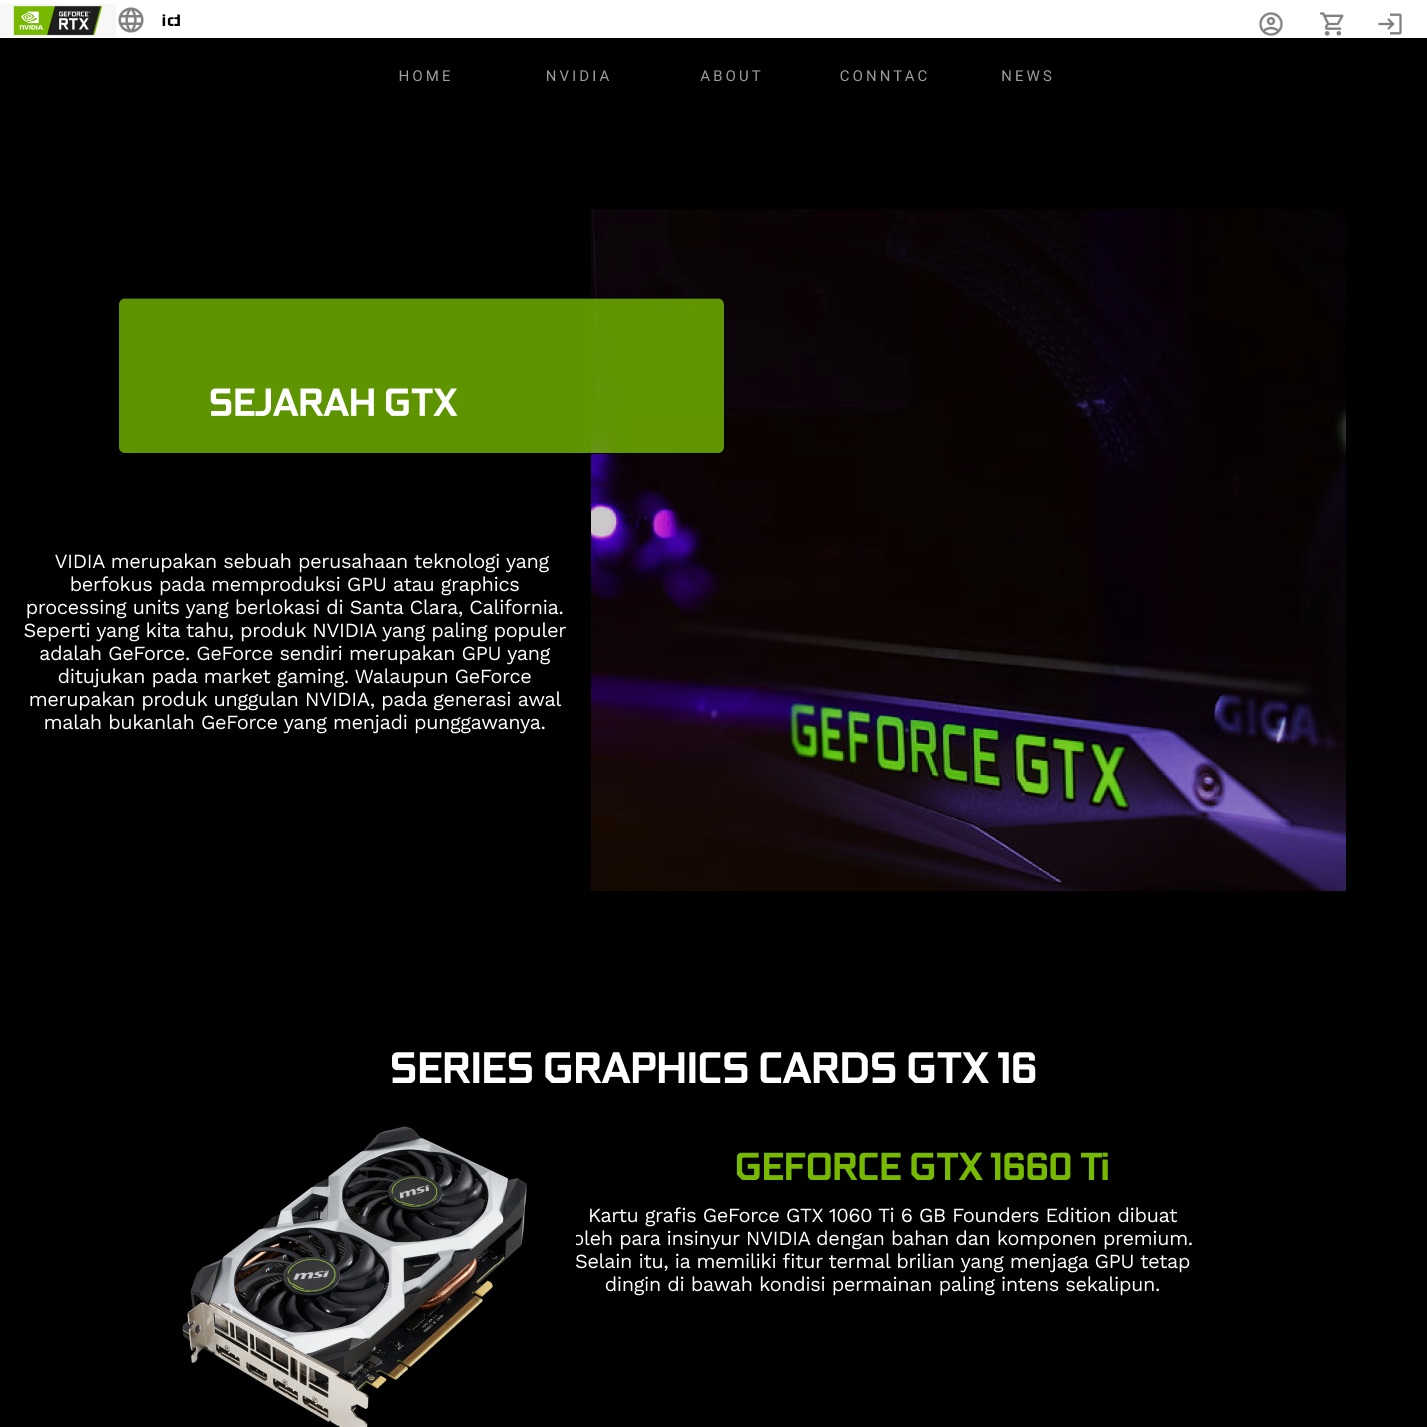 NVIDIA
GEFORCE
RTX
id
HOME NVIDIA ABOUT CONNTAC NEWS
SEJARAH GTX
VIDIA merupakan sebuah perusahaan teknologi yang
berfokus pada memproduksi GPU atau graphics
processing units yang berlokasi di Santa Clara, California.
Seperti yang kita tahu, produk NVIDIA yang paling populer
adalah GeForce. GeForce sendiri merupakan GPU yang
ditujukan pada market gaming. Walaupun GeForce
merupakan produk unggulan NVIDIA, pada generasi awal
malah bukanlah GeForce yang menjadi punggawanya.
GEFORCE GTX
GIGA
SERIES GRAPHICS CARDS GTX 16
msi
msi
GEFORCE GTX 1660 Ti
Kartu grafis GeForce GTX 1060 Ti 6 GB Founders Edition dibuat
oleh para insinyur NVIDIA dengan bahan dan komponen premium.
Selain itu, ia memiliki fitur termal brilian yang menjaga GPU tetap
dingin di bawah kondisi permainan paling intens sekalipun.